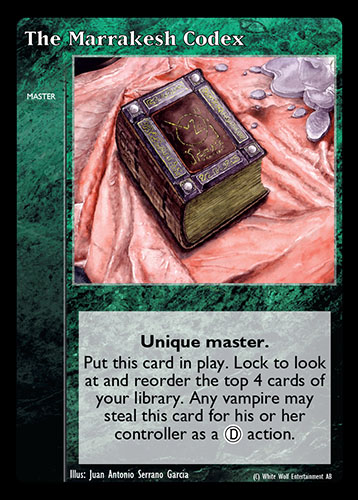 The Marrakesh Codex
MASTER
Unique master.
Put this card in play. Lock to look
at and reorder the top 4 cards of
your library. Any vampire may
steal this card for his or her
controller as a Ⓓ action.
Illus: Juan Antonio Serrano García
(C) White Wolf Entertainment AB